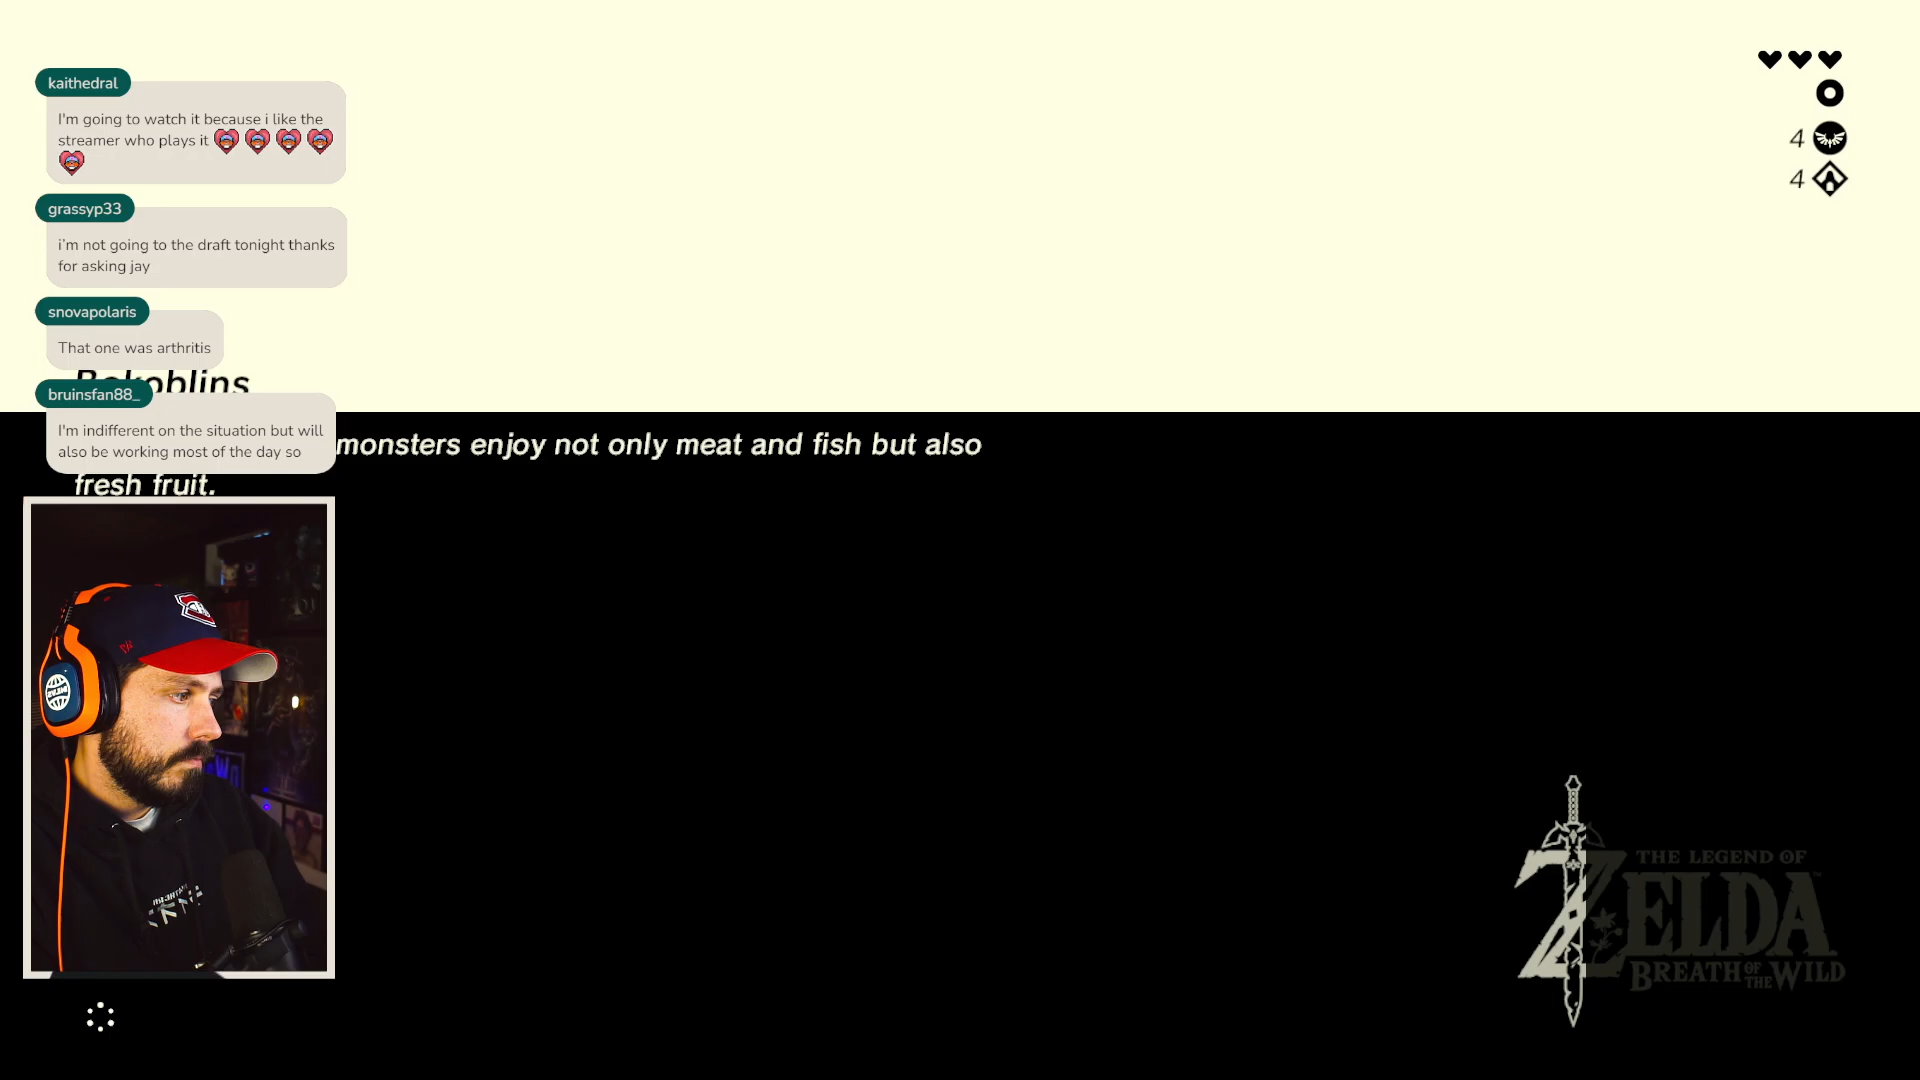 kaithedral
I'm going to watch it because i like the
streamer who plays it
grassyp33
i'm not going to the draft tonight thanks
for asking jay
snovapolaris
That one was arthritis
bruinsfan88_
I'm indifferent on the situation but will
also be working most of the day so
monsters enjoy not only meat and fish but also
fresh fruit.
4
4
THE LEGEND OF
ZELDA
BREATH OF THE WILD